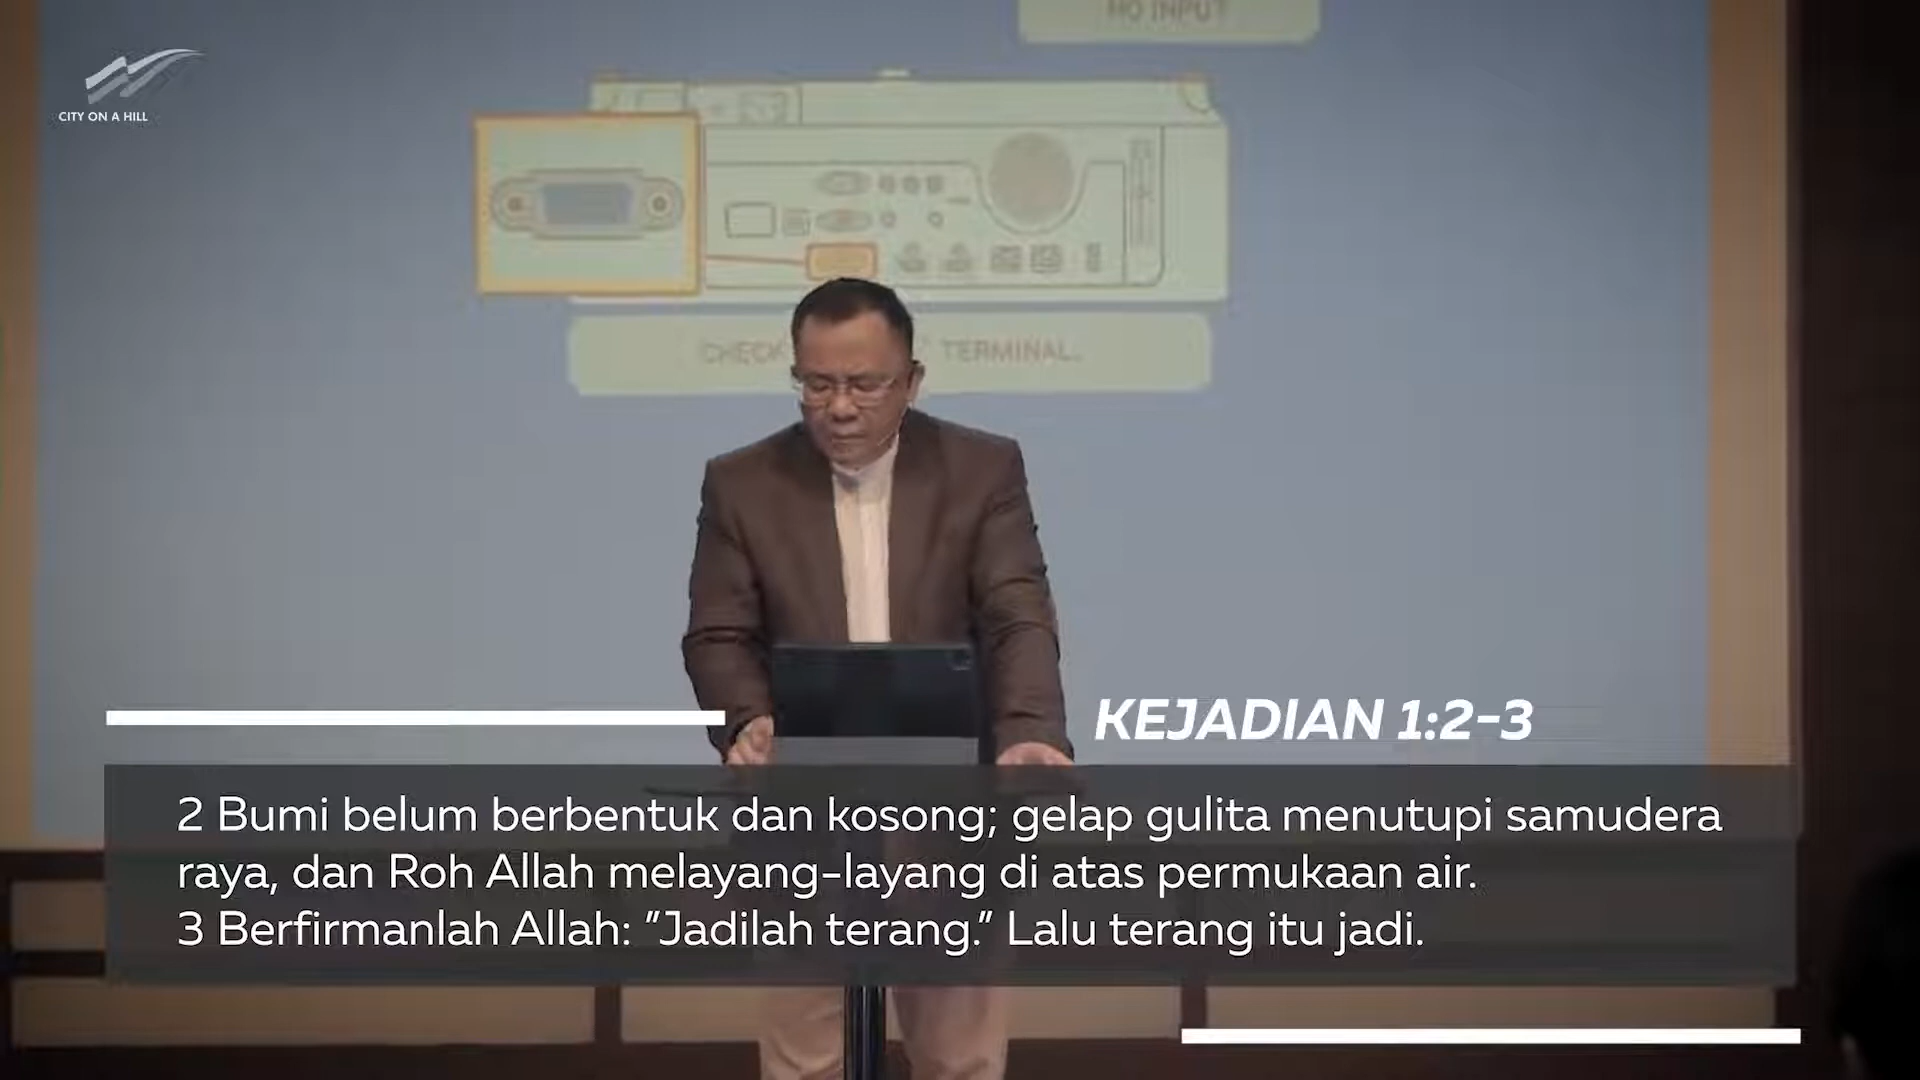 NO INPUT
CITY ON A HILL
CHECK TERMINAL.
KEJADIAN 1:2-3
2 Bumi belum berbentuk dan kosong; gelap gulita menutupi samudera
raya, dan Roh Allah melayang-layang di atas permukaan air.
3 Berfirmanlah Allah: "Jadilah terang." Lalu terang itu jadi.